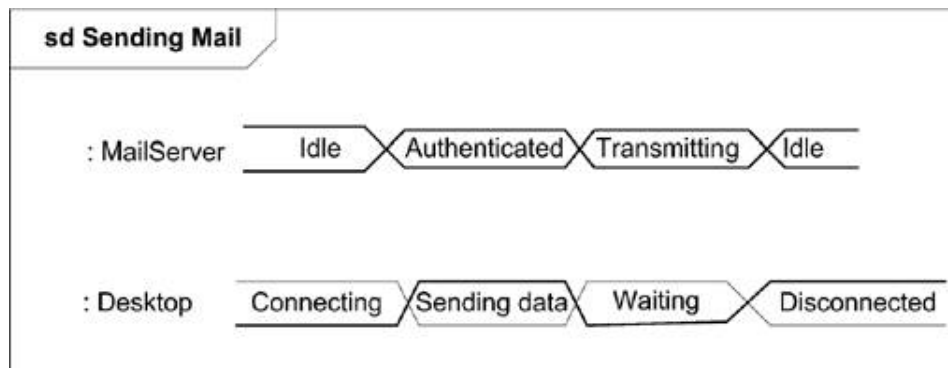 sd Sending Mail
: MailServer Idle Authenticated Transmitting Idle
: Desktop Connecting Sending data Waiting Disconnected